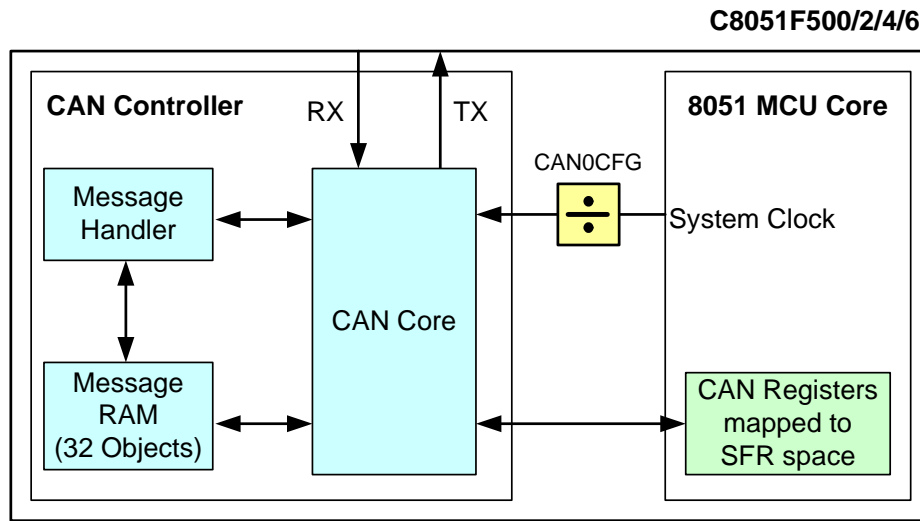 C8051F500/2/4/6
CAN Controller
RX
TX
8051 MCU Core
CAN0CFG
÷
System Clock
Message
Handler
CAN Core
Message
RAM
(32 Objects)
CAN Registers
mapped to
SFR space